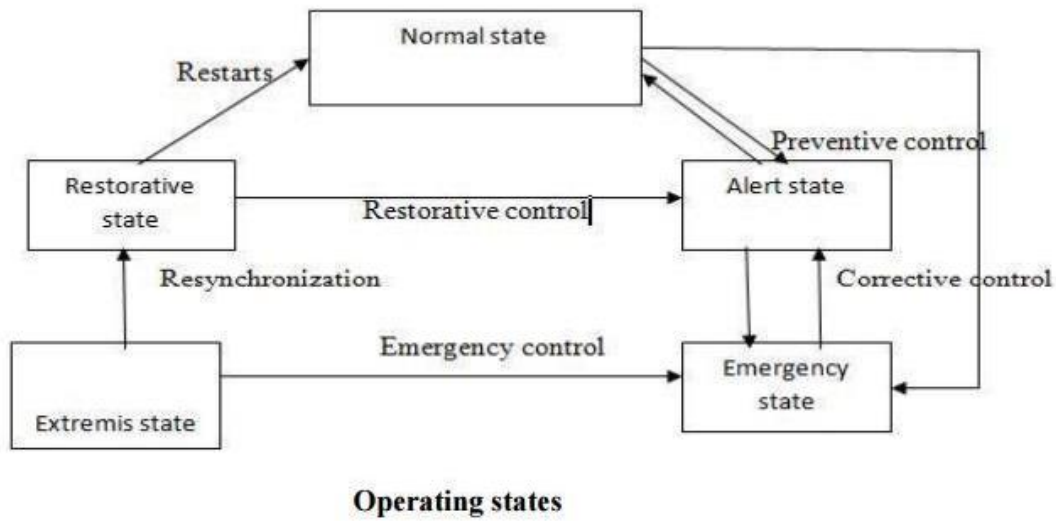 Normal state
Restarts
Preventive control
Restorative
state
Alert state
Restorative control
Resynchronization
Corrective control
Emergency control
Extremis state
Emergency
state
Operating states